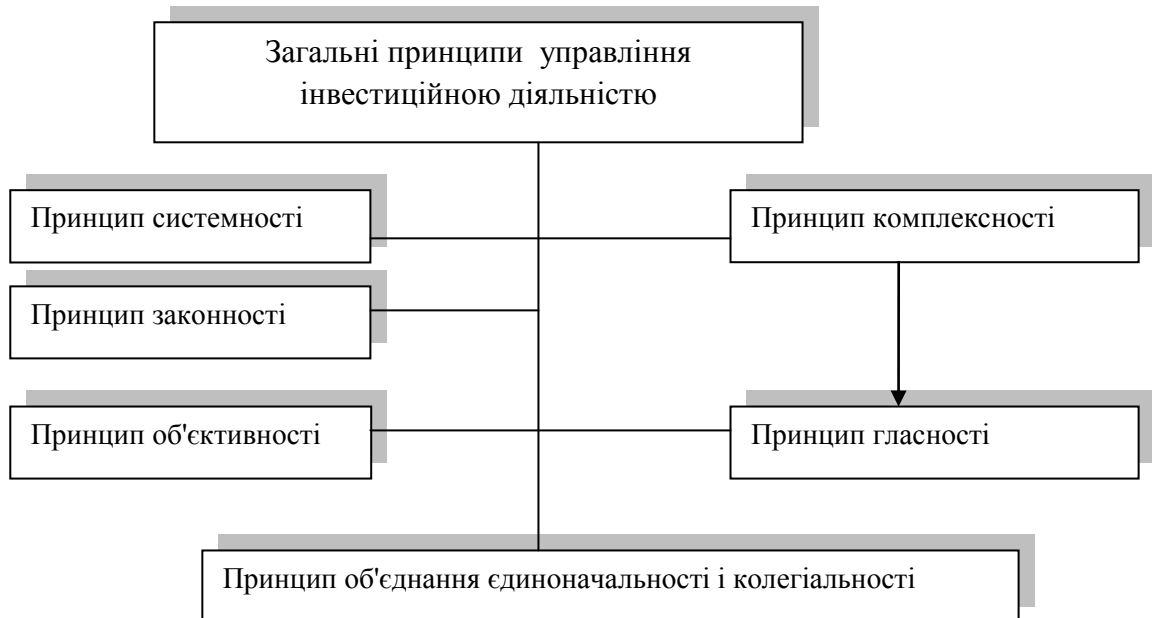 Загальні принципи управління
інвестиційною діяльністю
Принцип системності
Принцип комплексності
Принцип законності
Принцип об'єктивності
Принцип гласності
Принцип об'єднання єдиноначальності і колегіальності